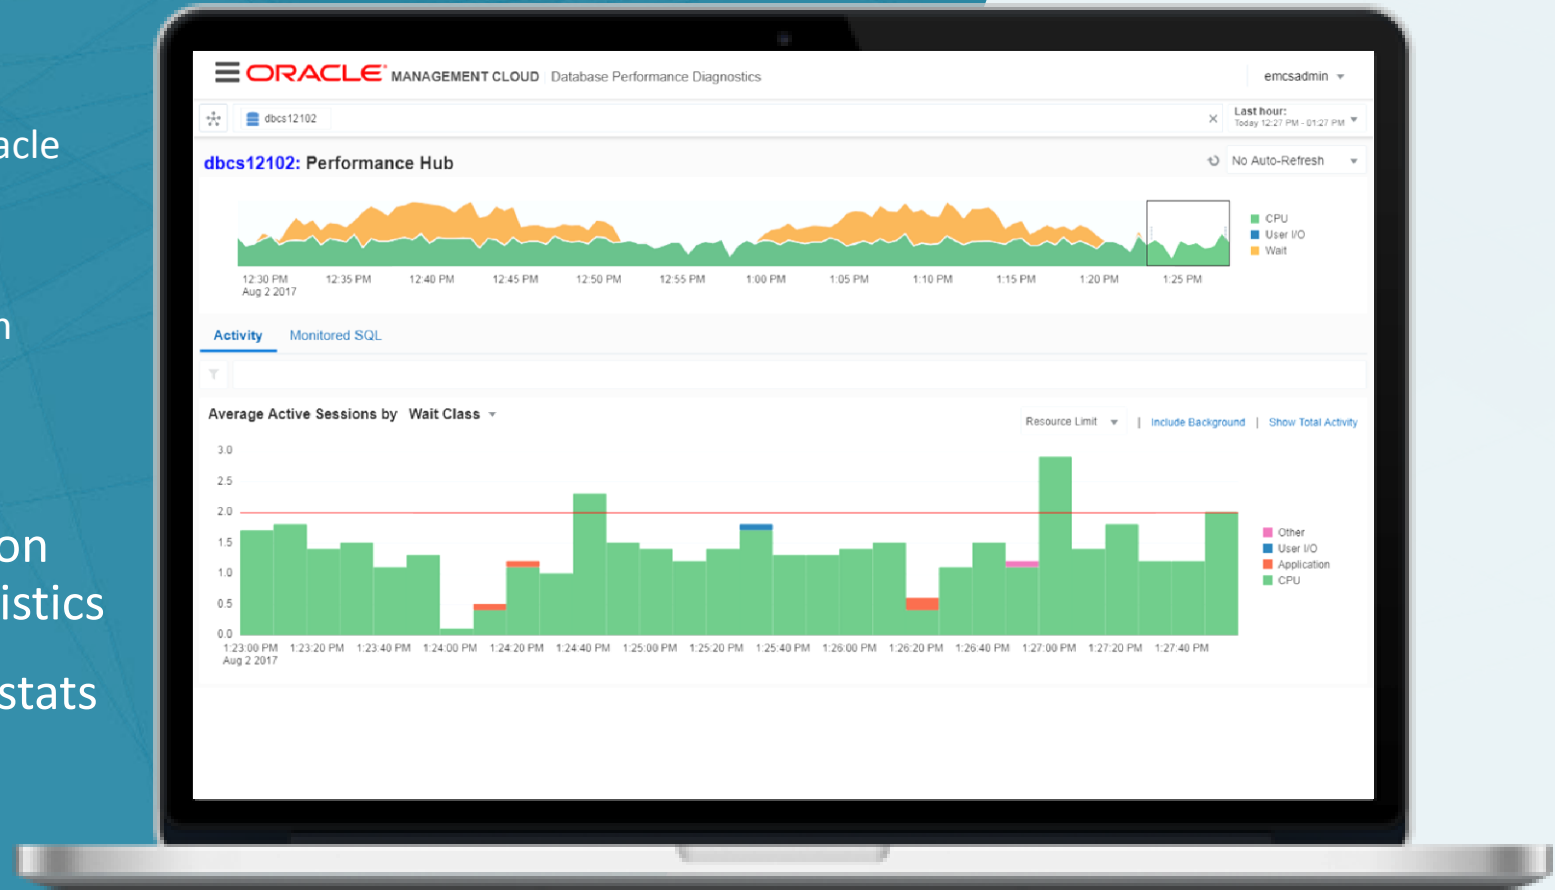 acle
n
on
istics
stats
ORACLE MANAGEMENT CLOUD Database Performance Diagnostics
emcsadmin
dbcs12102
Last hour:
Today 12:27 PM - 01:27 PM
dbcs12102: Performance Hub
No Auto-Refresh
CPU
User I/O
Wait
12:30 PM 12:35 PM 12:40 PM 12:45 PM 12:50 PM 12:55 PM 1:00 PM 1:05 PM 1:10 PM 1:15 PM 1:20 PM 1:25 PM
Aug 2 2017
Activity Monitored SQL
Average Active Sessions by Wait Class
Resource Limit | Include Background | Show Total Activity
3.0
2.5
2.0
1.5
1.0
0.5
0.0
Other
User I/O
Application
CPU
1:23:00 PM 1:23:20 PM 1:23:40 PM 1:24:00 PM 1:24:20 PM 1:24:40 PM 1:25:00 PM 1:25:20 PM 1:25:40 PM 1:26:00 PM 1:26:20 PM 1:26:40 PM 1:27:00 PM 1:27:20 PM 1:27:40 PM
Aug 2 2017